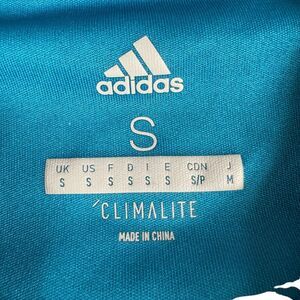 adidas
S
UK US F D I E CDN J
S S S S S S S/P M
CLIMALITE
MADE IN CHINA